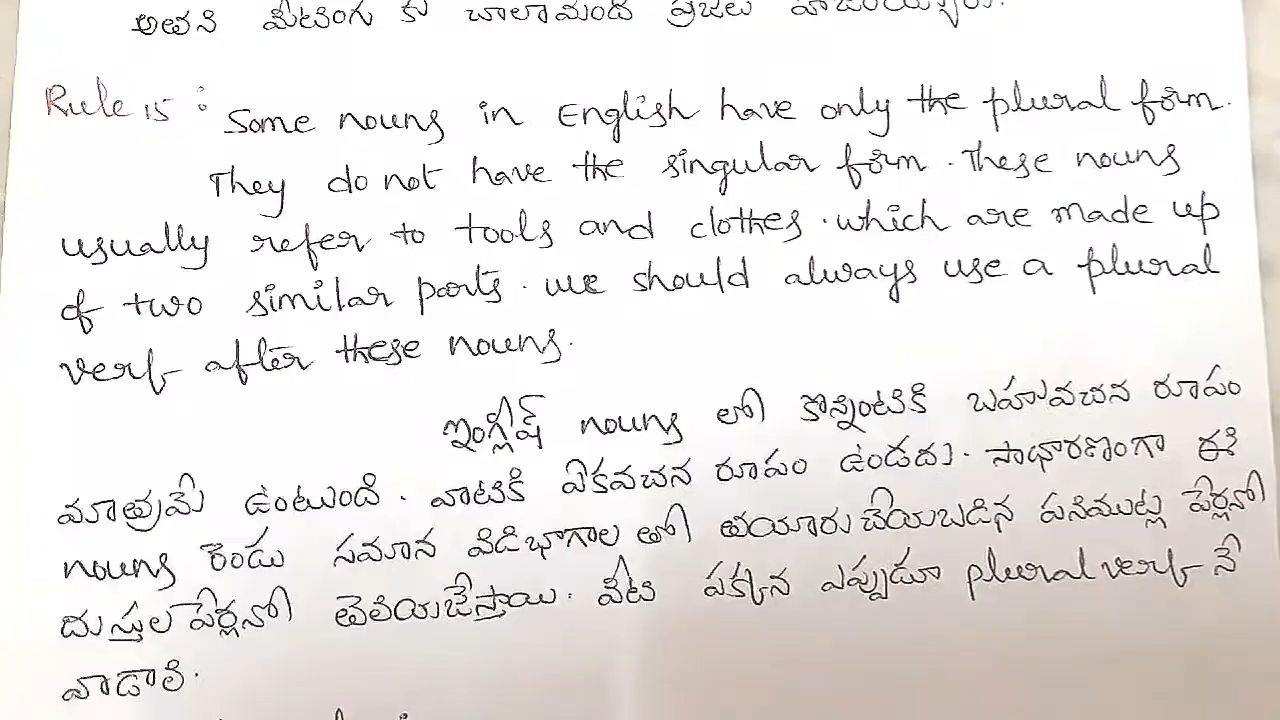 అతని మీటింగు కు చాలామంది ప్రజలు
Rule 15 : Some nouns in English have only the plural form.
They do not have the singular form. These nouns
usually refer to tools and clothes. which are made up
of two similar parts. we should always use a plural
verb after these nouns.
ఇంగ్లీష్ nouns లో కొన్నింటికి బహువచన రూపం
మాత్రమే ఉంటుంది. వాటికి ఏకవచన రూపం ఉండదు. సాధారణంగా ఈ
nouns రెండు సమాన విడిభాగాల తో తయారుచేయబడిన పనిముట్ల పేర్లనో
దుస్తుల పేర్లనో తెలియజేస్తాయి. వీటి పక్కన ఎప్పుడూ plural verb నే
వాడాలి.